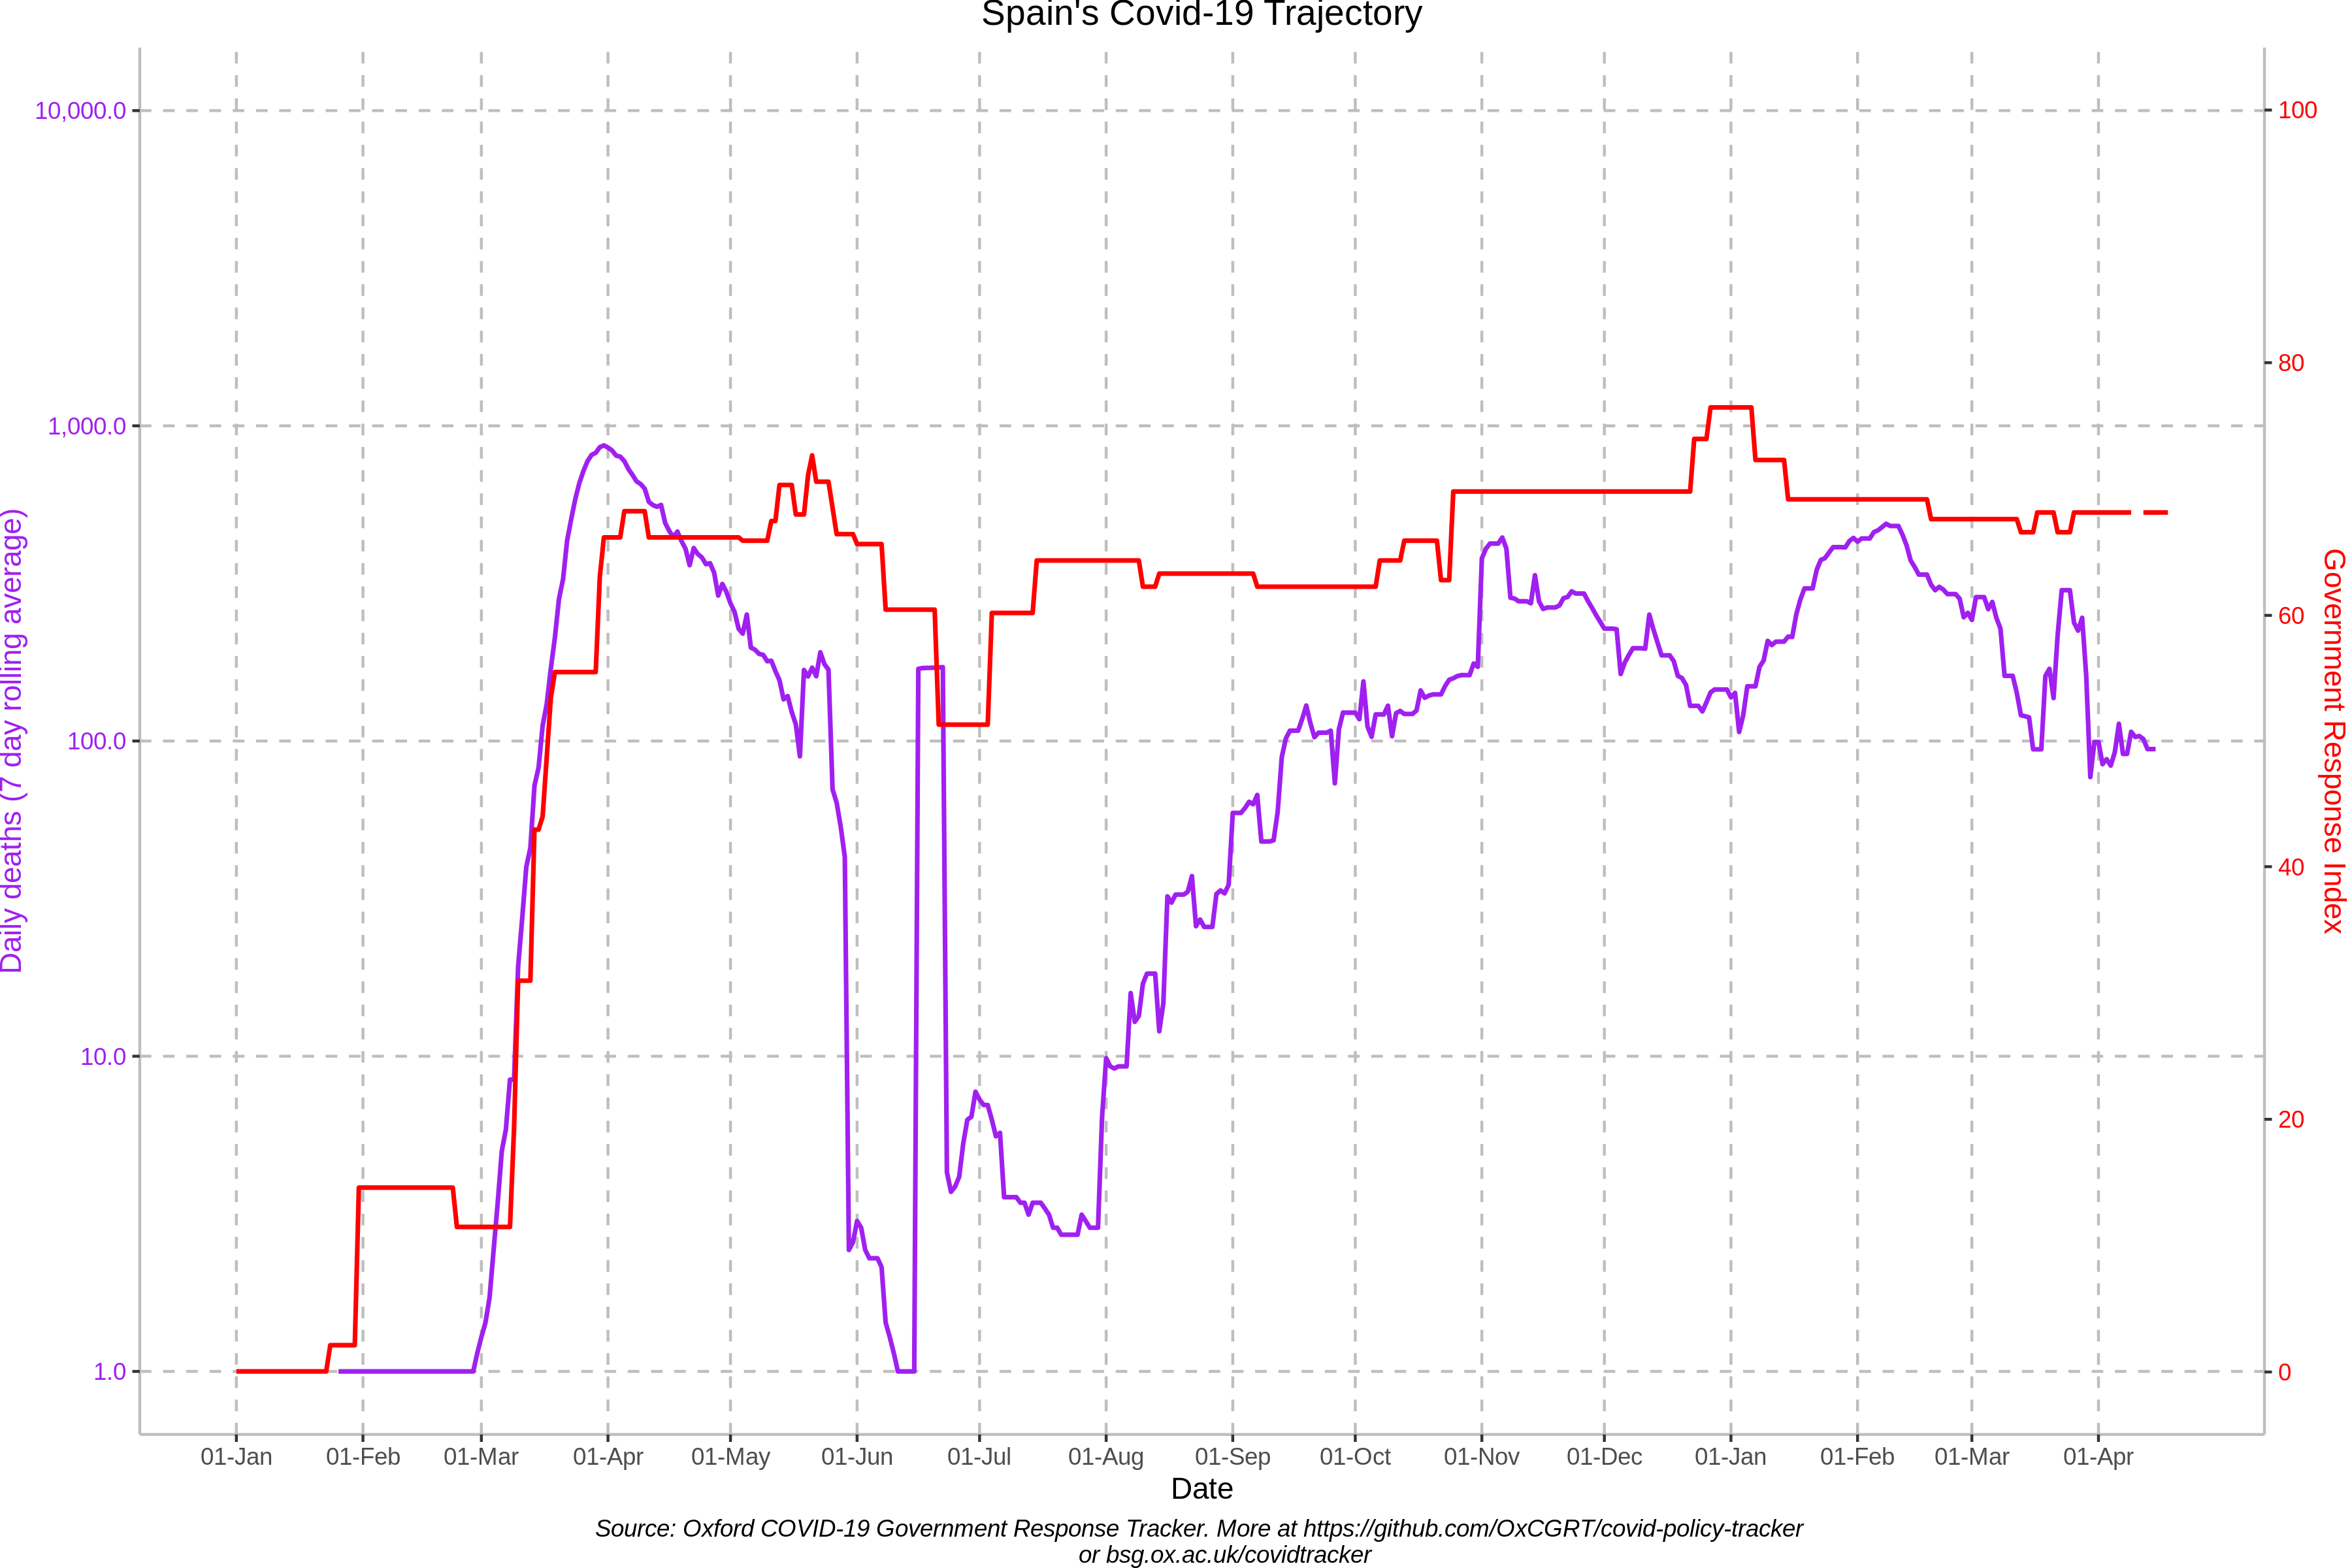 Spain's Covid-19 Trajectory
Daily deaths (7 day rolling average)
10,000.0
1,000.0
100.0
10.0
1.0
100
80
60
40
20
0
Government Response Index
01-Jan 01-Feb 01-Mar 01-Apr 01-May 01-Jun 01-Jul 01-Aug 01-Sep 01-Oct 01-Nov 01-Dec 01-Jan 01-Feb 01-Mar 01-Apr
Date
Source: Oxford COVID-19 Government Response Tracker. More at https://github.com/OxCGRT/covid-policy-tracker
or bsg.ox.ac.uk/covidtracker